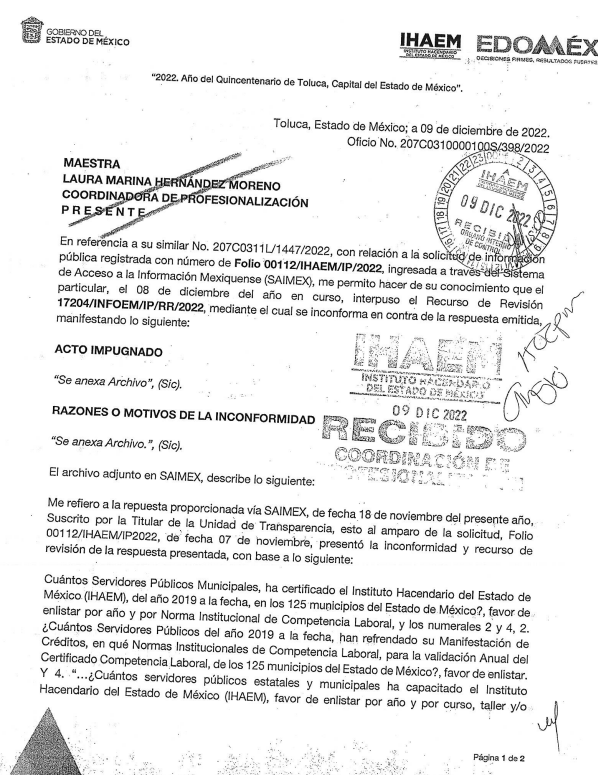 GOBIERNO DEL
ESTADO DE MÉXICO
IHAEM
INSTITUTO HACENDARIO
DEL ESTADO DE MÉXICO
EDOMÉX
DECISIONES FIRMES, RESULTADOS FUERTES.
"2022. Año del Quincentenario de Toluca, Capital del Estado de México".
Toluca, Estado de México; a 09 de diciembre de 2022.
Oficio No. 207C0310000100S/398/2022
MAESTRA
LAURA MARINA HERNÁNDEZ MORENO
COORDINADORA DE PROFESIONALIZACIÓN
P R E S E N T E
IHAEM
09 DIC 2022
RECIBIDO
ÓRGANO INTERNO
DE CONTROL
En referencia a su similar No. 207C0311L/1447/2022, con relación a la solicitud de información
pública registrada con número de Folio 00112/IHAEM/IP/2022, ingresada a través del Sistema
de Acceso a la Información Mexiquense (SAIMEX), me permito hacer de su conocimiento que el
particular, el 08 de diciembre del año en curso, interpuso el Recurso de Revisión
17204/INFOEM/IP/RR/2022, mediante el cual se inconforma en contra de la respuesta emitida,
manifestando lo siguiente:
ACTO IMPUGNADO
"Se anexa Archivo", (Sic).
IHAEM
INSTITUTO HACENDARIO
DEL ESTADO DE MÉXICO
09 DIC 2022
RECIBIDO
COORDINACIÓN DE
RAZONES O MOTIVOS DE LA INCONFORMIDAD
"Se anexa Archivo.", (Sic).
El archivo adjunto en SAIMEX, describe lo siguiente:
Me refiero a la repuesta proporcionada vía SAIMEX, de fecha 18 de noviembre del presente año,
Suscrito por la Titular de la Unidad de Transparencia, esto al amparo de la solicitud, Folio
00112/IHAEM/IP2022, de fecha 07 de noviembre, presentó la inconformidad y recurso de
revisión de la respuesta presentada, con base a lo siguiente:
Cuántos Servidores Públicos Municipales, ha certificado el Instituto Hacendario del Estado de
México (IHAEM), del año 2019 a la fecha, en los 125 municipios del Estado de México?, favor de
enlistar por año y por Norma Institucional de Competencia Laboral, y los numerales 2 y 4, 2.
¿Cuántos Servidores Públicos del año 2019 a la fecha, han refrendado su Manifestación de
Créditos, en qué Normas Institucionales de Competencia Laboral, para la validación Anual del
Certificado Competencia Laboral, de los 125 municipios del Estado de México?, favor de enlistar.
Y 4. "...¿Cuántos servidores públicos estatales y municipales ha capacitado el Instituto
Hacendario del Estado de México (IHAEM), favor de enlistar por año y por curso, taller y/o
Página 1 de 2